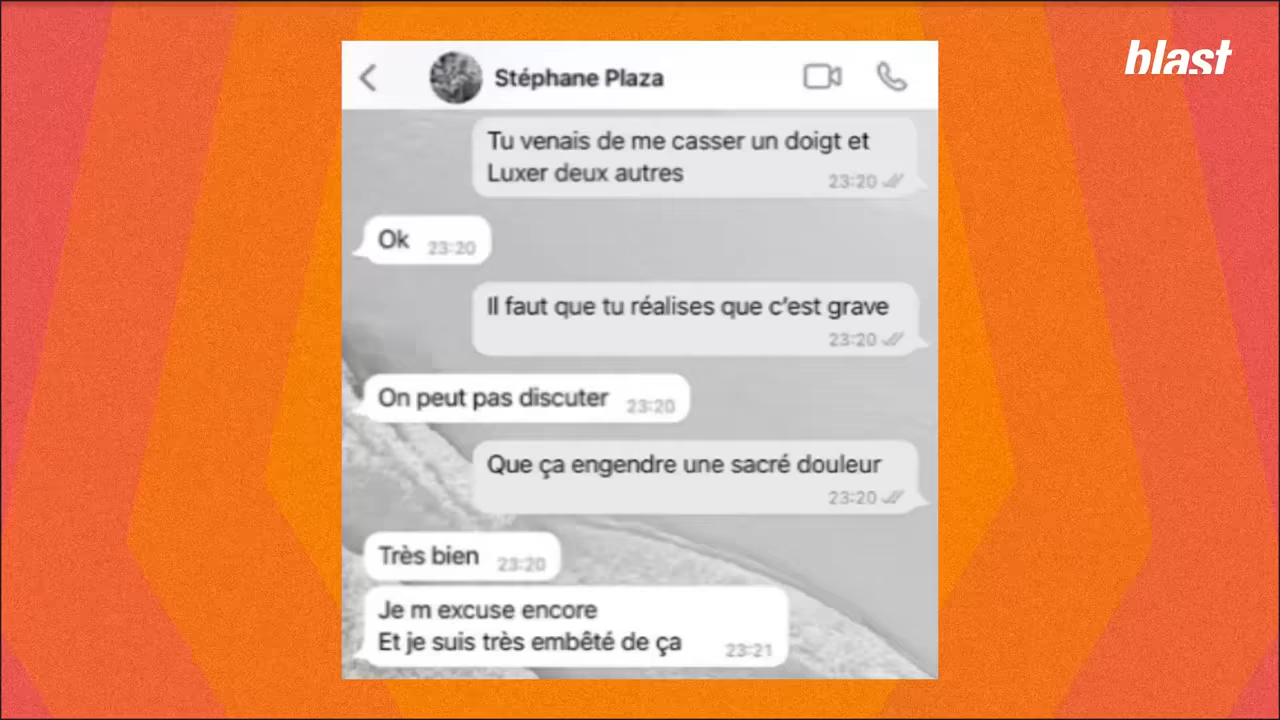 blast
Stéphane Plaza
Tu venais de me casser un doigt et
Luxer deux autres
23:20
Ok 23:20
Il faut que tu réalises que c'est grave
23:20
On peut pas discuter 23:20
Que ça engendre une sacré douleur
23:20
Très bien 23:20
Je m excuse encore
Et je suis très embêté de ça 23:21